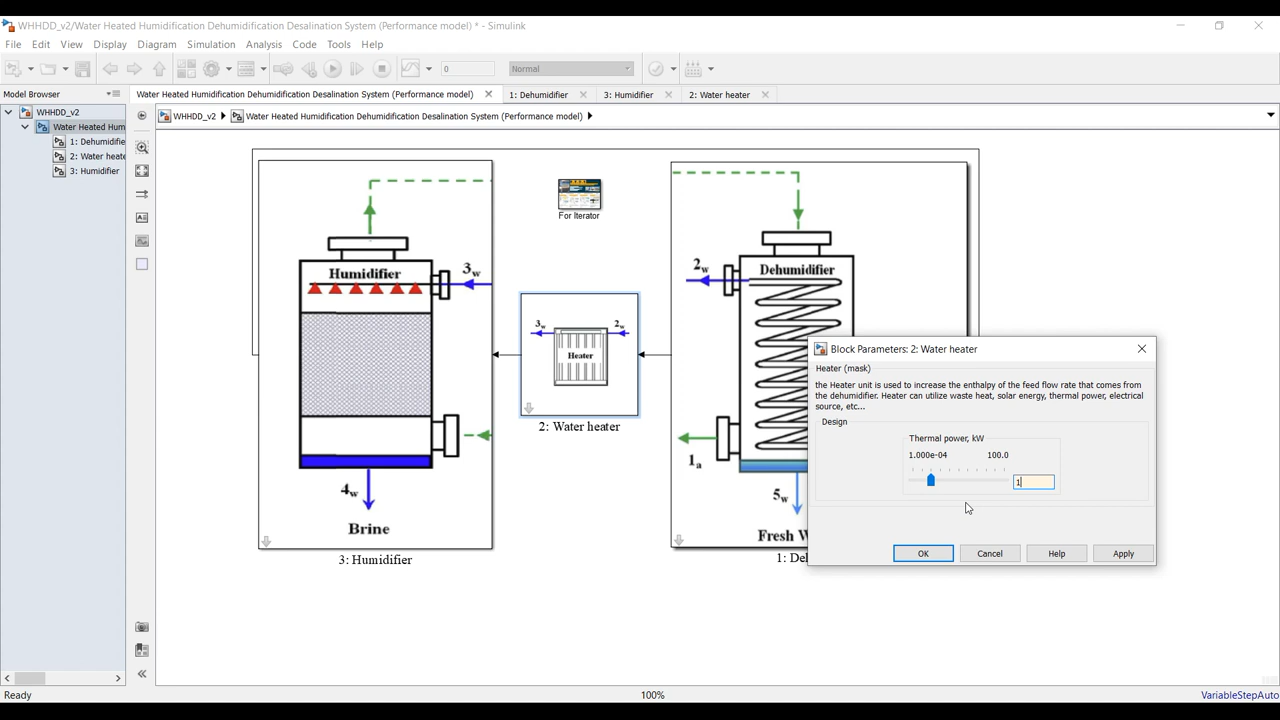 WHHDD_v2/Water Heated Humidification Dehumidification Desalination System (Performance model) * - Simulink
File Edit View Display Diagram Simulation Analysis Code Tools Help
0
Normal
Model Browser
Water Heated Humidification Dehumidification Desalination System (Performance model)
1: Dehumidifier
3: Humidifier
2: Water heater
WHHDD_v2
Water Heated Hum
1: Dehumidifie
2: Water heate
3: Humidifier
WHHDD_v2
Water Heated Humidification Dehumidification Desalination System (Performance model)
For Iterator
Humidifier
3w
4w
Brine
3: Humidifier
3w
2w
Heater
2: Water heater
2w
Dehumidifier
1a
5w
Fresh W
1: Deh
Block Parameters: 2: Water heater
Heater (mask)
the Heater unit is used to increase the enthalpy of the feed flow rate that comes from
the dehumidifier. Heater can utilize waste heat, solar energy, thermal power, electrical
source, etc...
Design
Thermal power, kW
1.000e-04 100.0
1
OK Cancel Help Apply
Ready
100%
VariableStepAuto